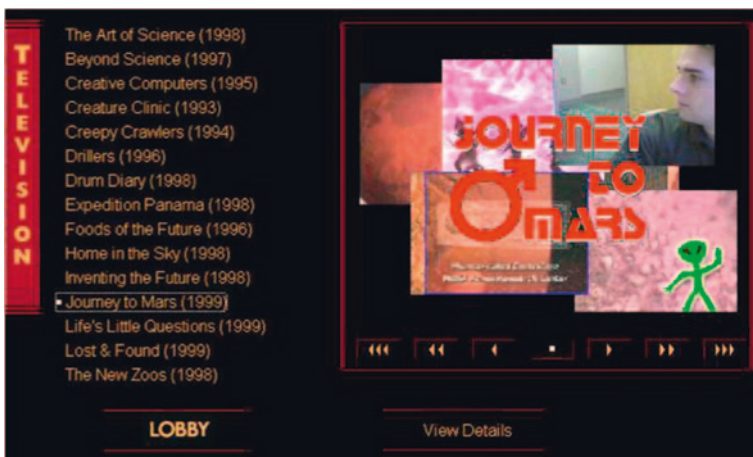 TELEVISION
The Art of Science (1998)
Beyond Science (1997)
Creative Computers (1995)
Creature Clinic (1993)
Creepy Crawlers (1994)
Drillers (1996)
Drum Diary (1998)
Expedition Panama (1998)
Foods of the Future (1996)
Home in the Sky (1998)
Inventing the Future (1998)
Journey to Mars (1999)
Life's Little Questions (1999)
Lost & Found (1999)
The New Zoos (1998)
JOURNEY
TO
MARS
LOBBY
View Details